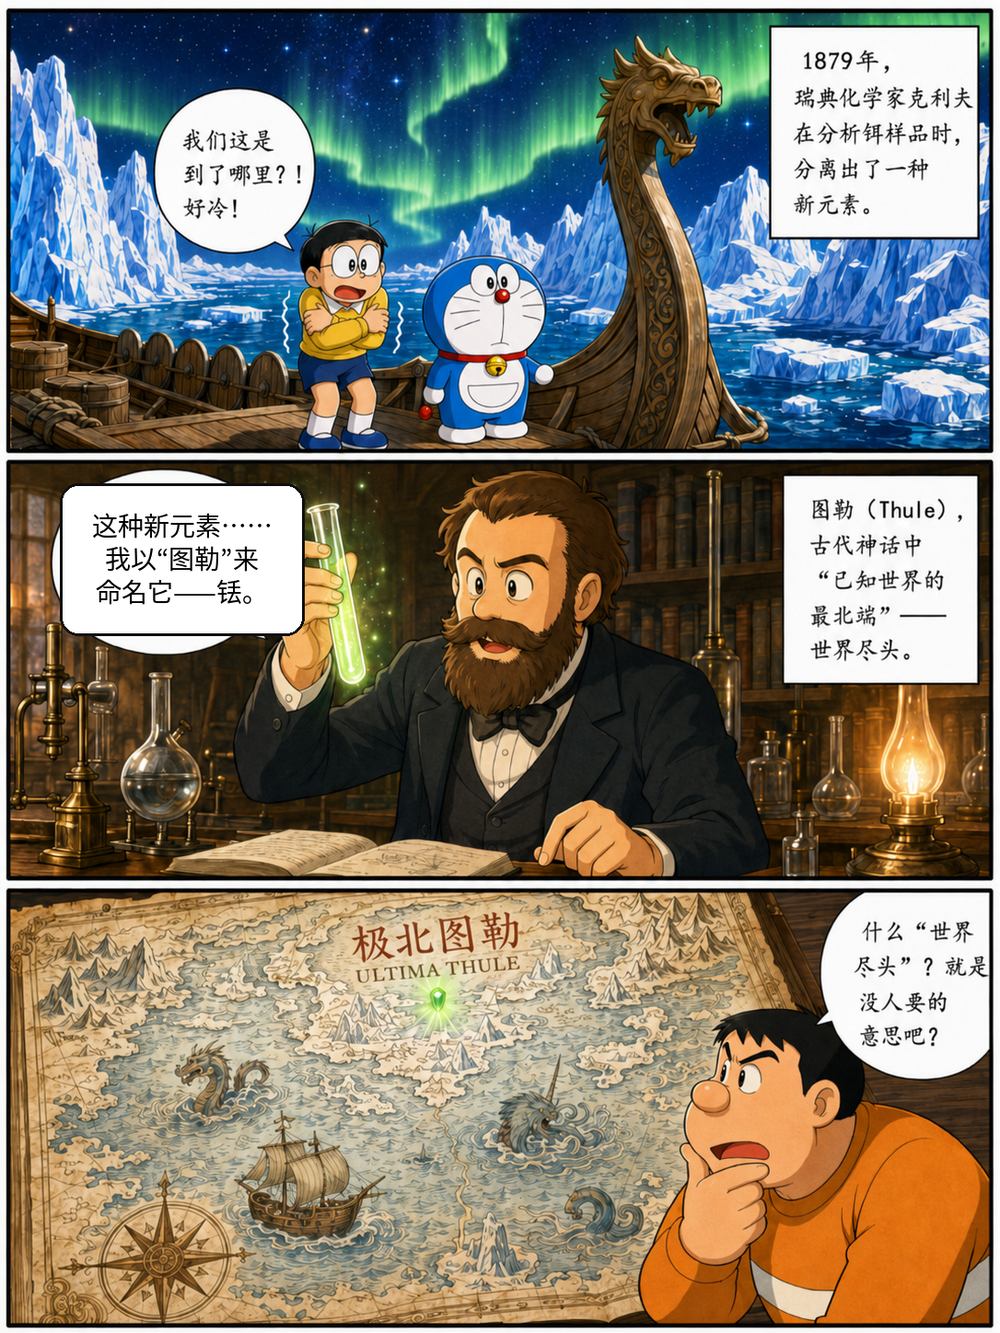 我们这是
到了哪里？！
好冷！
1879年，
瑞典化学家克利夫
在分析铒样品时，
分离出了一种
新元素。
这种新元素……
我以“图勒”来
命名它——铥。
图勒（Thule），
古代神话中
“已知世界的
最北端”——
世界尽头。
极北图勒
ULTIMA THULE
什么“世界
尽头”？就是
没人要的
意思吧？